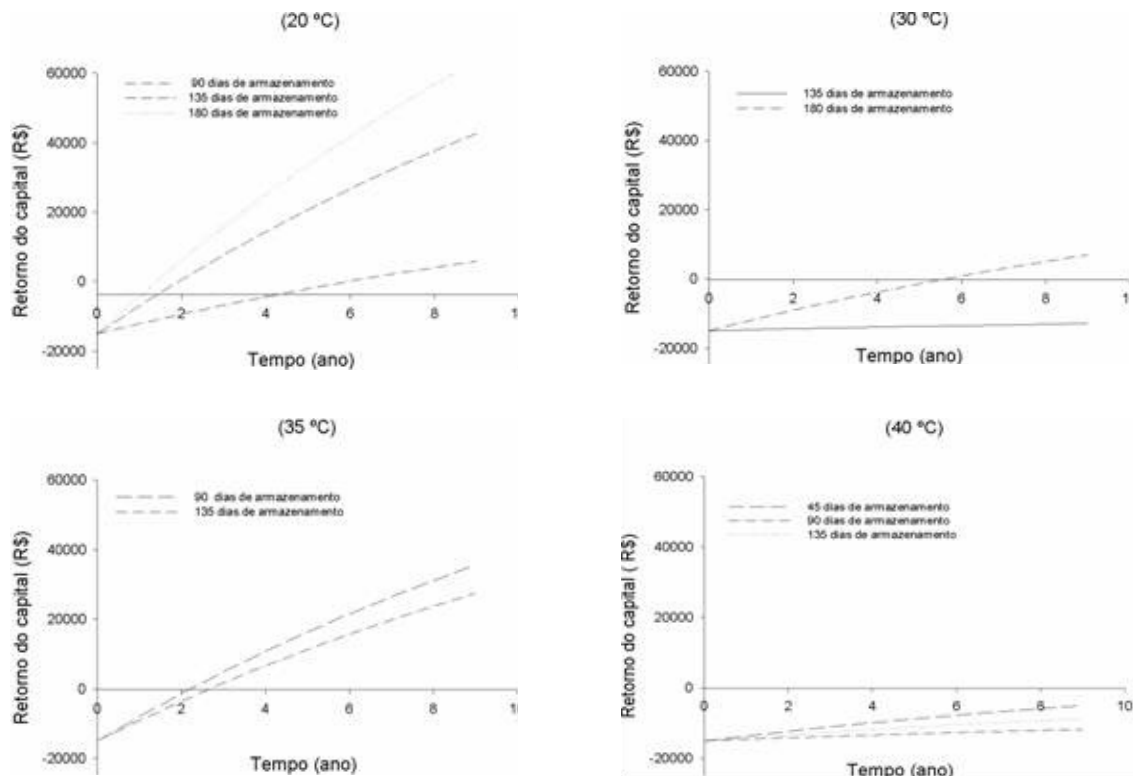 (20 ºC)
60000
40000
20000
0
-20000
Retorno do capital (R$)
90 dias de armazenamento
135 dias de armazenamento
180 dias de armazenamento
0
2
4
6
8
10
Tempo (ano)
(30 ºC)
60000
40000
20000
0
-20000
Retorno do capital (R$)
135 dias de armazenamento
180 dias de armazenamento
0
2
4
6
8
1
Tempo (ano)
(35 ºC)
60000
40000
20000
0
-20000
Retorno do capital (R$)
90 dias de armazenamento
135 dias de armazenamento
0
2
4
6
8
10
Tempo (ano)
(40 ºC)
60000
40000
20000
0
-20000
Retorno do capital ( R$)
45 dias de armazenamento
90 dias de armazenamento
135 dias de armazenamento
0
2
4
6
8
10
Tempo (ano)